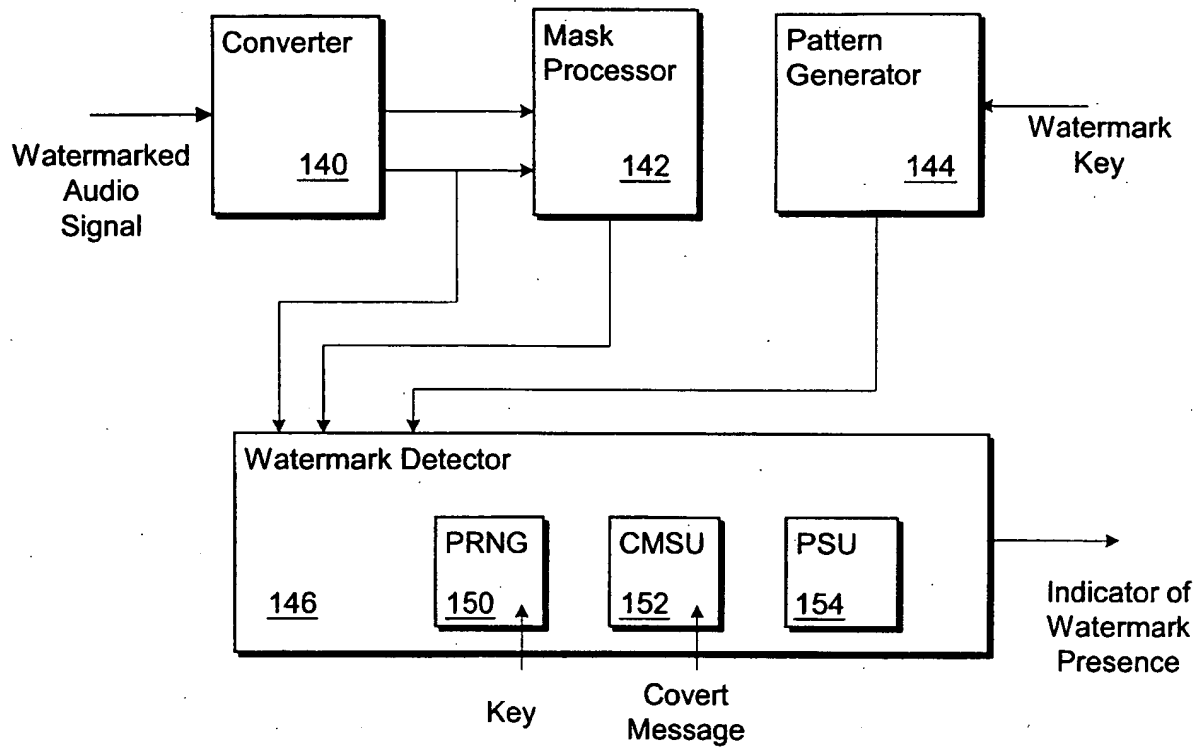 Converter
140
Mask
Processor
142
Pattern
Generator
144
Watermarked
Audio
Signal
Watermark
Key
Watermark Detector
146
PRNG
150
CMSU
152
PSU
154
Indicator of
Watermark
Presence
Key
Covert
Message